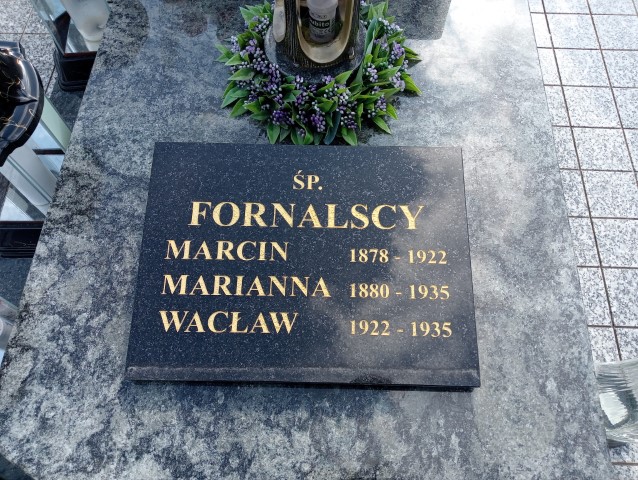 ŚP.
FORNALSCY
MARCIN 1878 - 1922
MARIANNA 1880 - 1935
WACŁAW 1922 - 1935